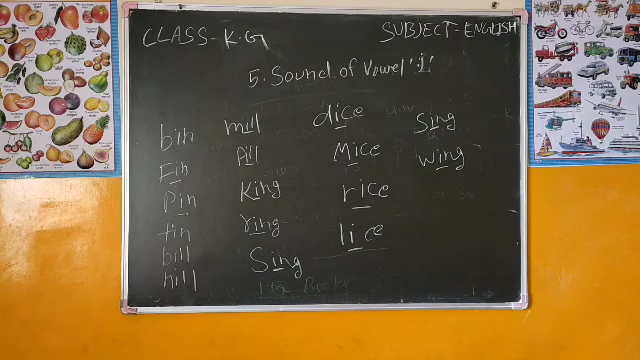 CLASS-K.G
SUBJECT-ENGLISH
5. Sound of Vowel 'i'
bin
Fin
Pin
tin
bill
hill
mill
Pill
King
ring
Sing
dice
Mice
rice
lice
Sing
wing